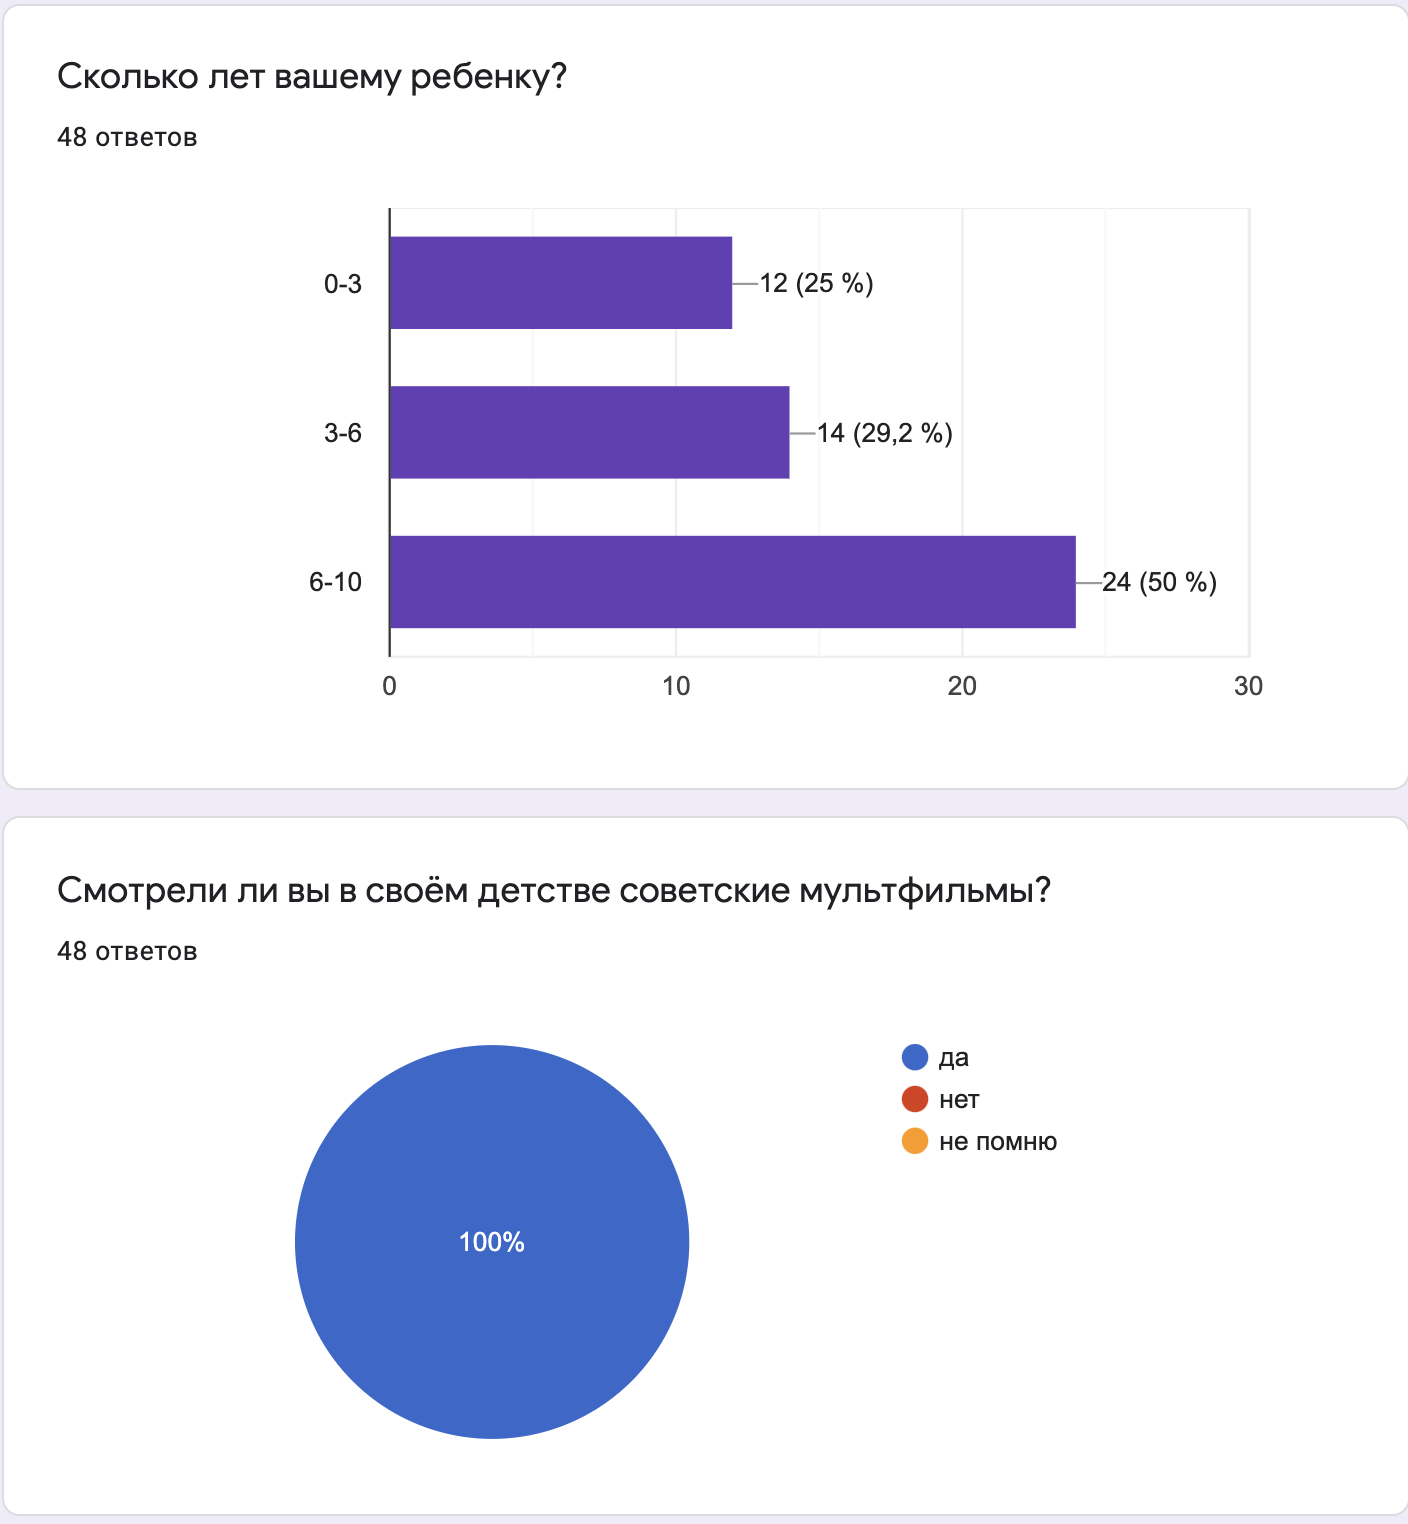 Сколько лет вашему ребенку?
48 ответов
0-3
12 (25 %)
3-6
14 (29,2 %)
6-10
24 (50 %)
0 10 20 30
Смотрели ли вы в своём детстве советские мультфильмы?
48 ответов
да
нет
не помню
100%